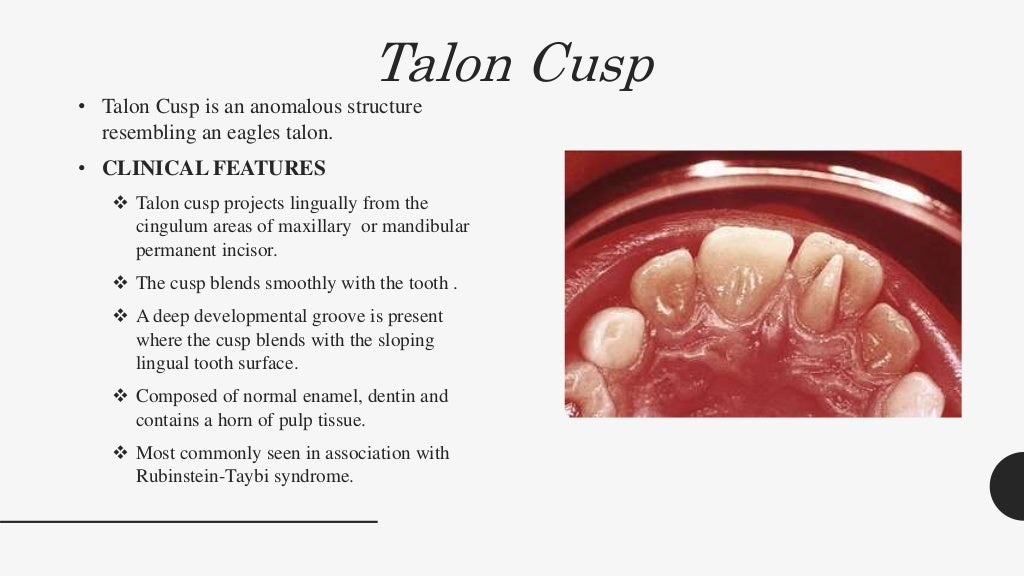 Talon Cusp
• Talon Cusp is an anomalous structure
resembling an eagles talon.
• CLINICAL FEATURES
❖ Talon cusp projects lingually from the
cingulum areas of maxillary or mandibular
permanent incisor.
❖ The cusp blends smoothly with the tooth .
❖ A deep developmental groove is present
where the cusp blends with the sloping
lingual tooth surface.
❖ Composed of normal enamel, dentin and
contains a horn of pulp tissue.
❖ Most commonly seen in association with
Rubinstein-Taybi syndrome.